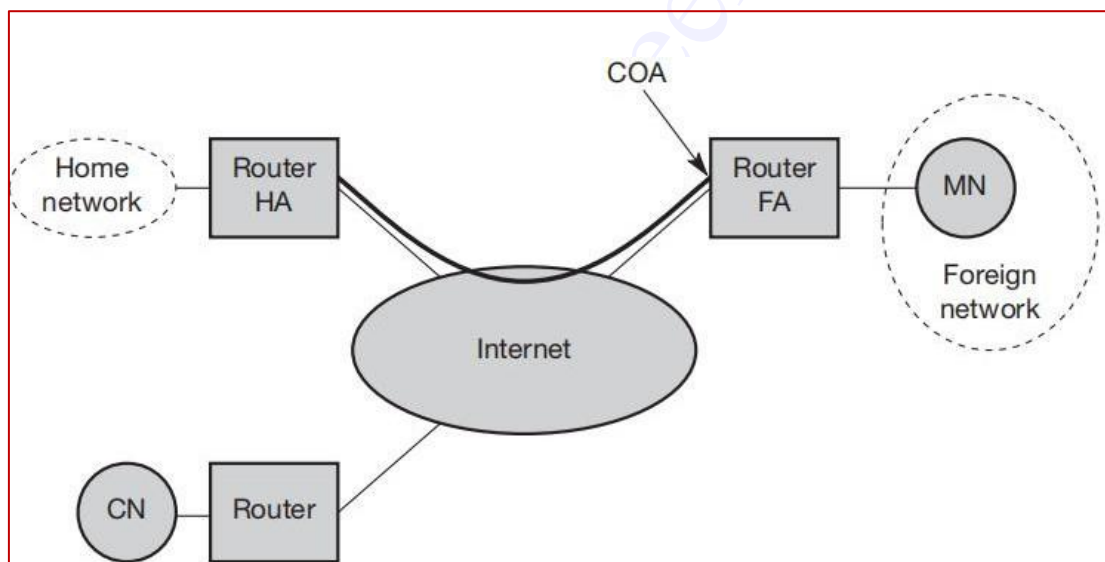 COA
Home
network
Router
HA
Router
FA
MN
Foreign
network
Internet
CN
Router